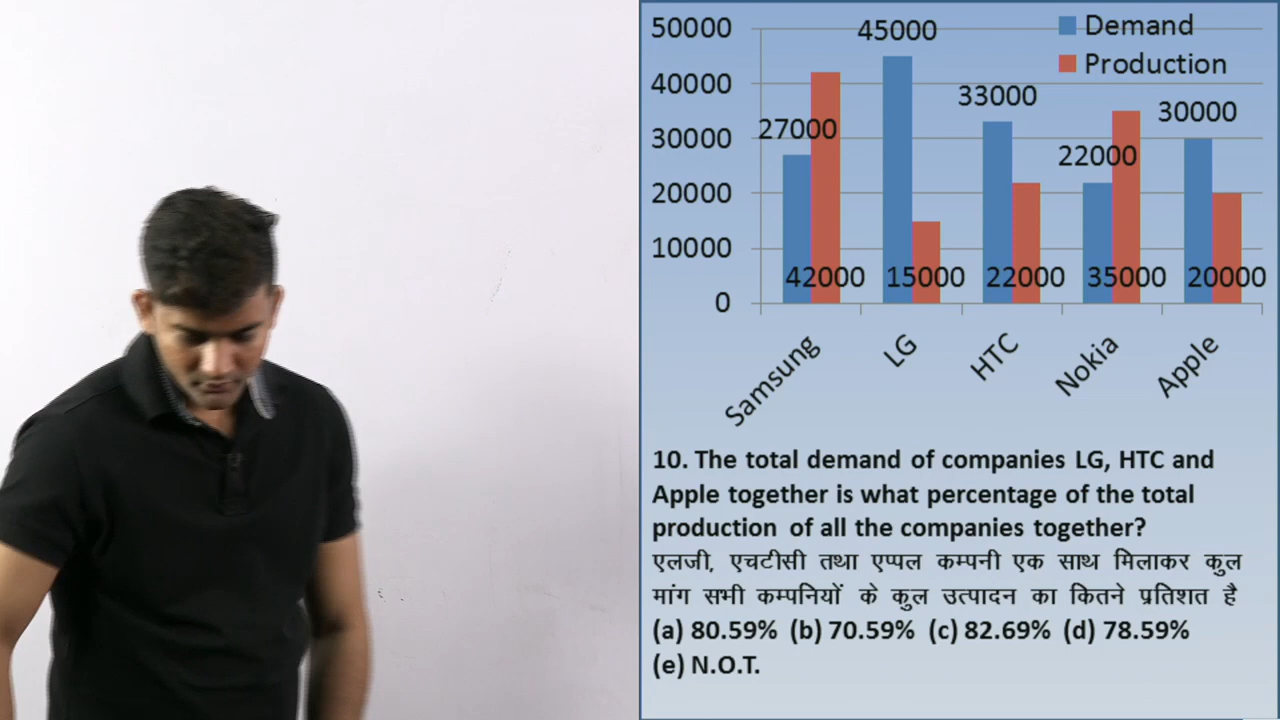 50000
40000
30000
20000
10000
0
Demand
Production
27000
45000
33000
22000
30000
42000
15000
22000
35000
20000
Samsung
LG
HTC
Nokia
Apple
10. The total demand of companies LG, HTC and
Apple together is what percentage of the total
production of all the companies together?
एलजी, एचटीसी तथा एप्पल कम्पनी एक साथ मिलाकर कुल
मांग सभी कम्पनियों के कुल उत्पादन का कितने प्रतिशत है
(a) 80.59% (b) 70.59% (c) 82.69% (d) 78.59%
(e) N.O.T.